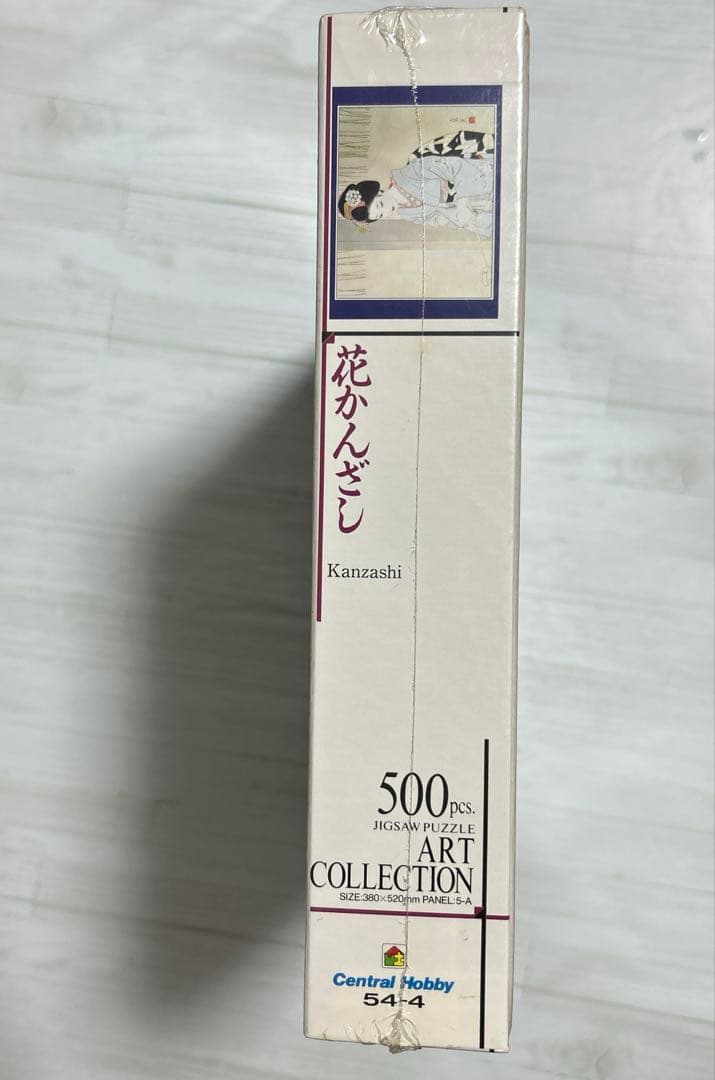 花かんざし
Kanzashi
500pcs.
JIGSAW PUZZLE
ART
COLLECTION
SIZE:380×520mm PANEL:5-A
Central Hobby
54-4